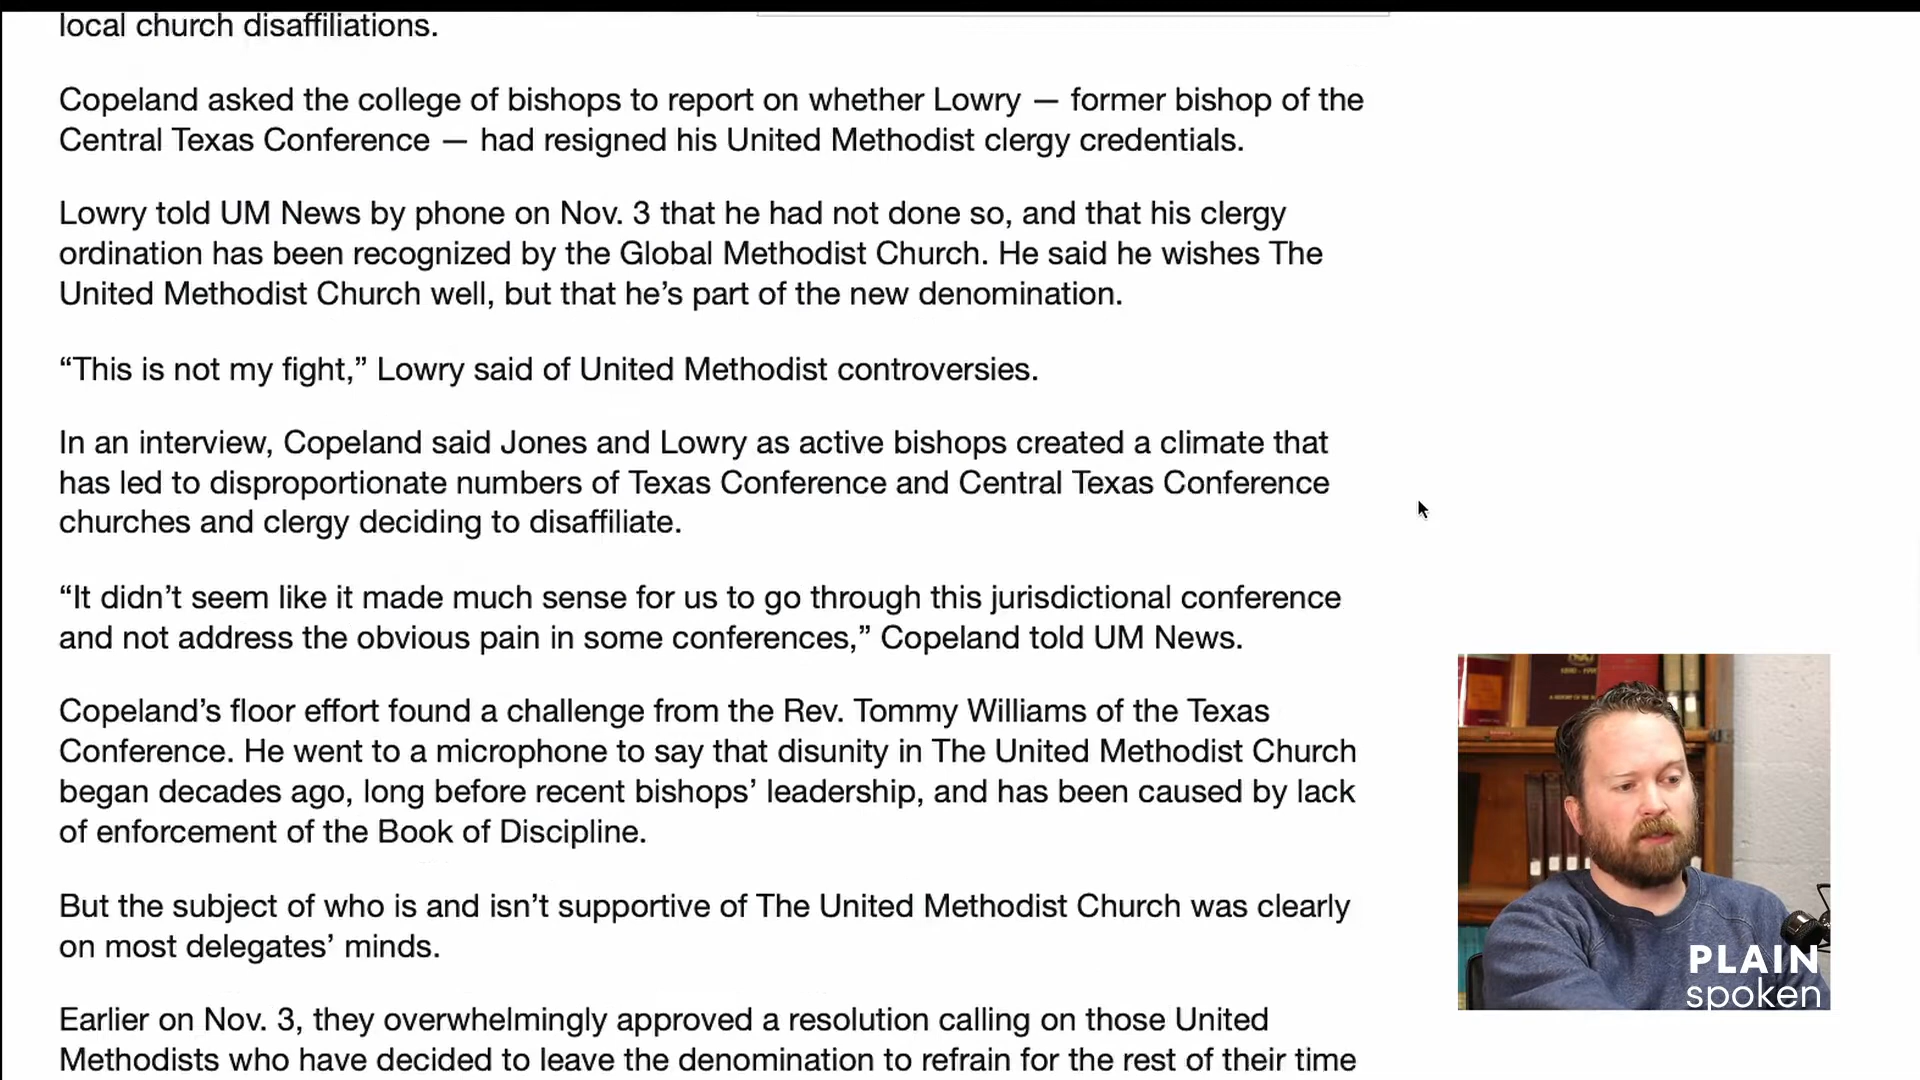 local church disaffiliations.
Copeland asked the college of bishops to report on whether Lowry — former bishop of the
Central Texas Conference — had resigned his United Methodist clergy credentials.
Lowry told UM News by phone on Nov. 3 that he had not done so, and that his clergy
ordination has been recognized by the Global Methodist Church. He said he wishes The
United Methodist Church well, but that he’s part of the new denomination.
“This is not my fight,” Lowry said of United Methodist controversies.
In an interview, Copeland said Jones and Lowry as active bishops created a climate that
has led to disproportionate numbers of Texas Conference and Central Texas Conference
churches and clergy deciding to disaffiliate.
“It didn’t seem like it made much sense for us to go through this jurisdictional conference
and not address the obvious pain in some conferences,” Copeland told UM News.
Copeland’s floor effort found a challenge from the Rev. Tommy Williams of the Texas
Conference. He went to a microphone to say that disunity in The United Methodist Church
began decades ago, long before recent bishops’ leadership, and has been caused by lack
of enforcement of the Book of Discipline.
But the subject of who is and isn’t supportive of The United Methodist Church was clearly
on most delegates’ minds.
Earlier on Nov. 3, they overwhelmingly approved a resolution calling on those United
Methodists who have decided to leave the denomination to refrain for the rest of their time
PLAIN
spoken